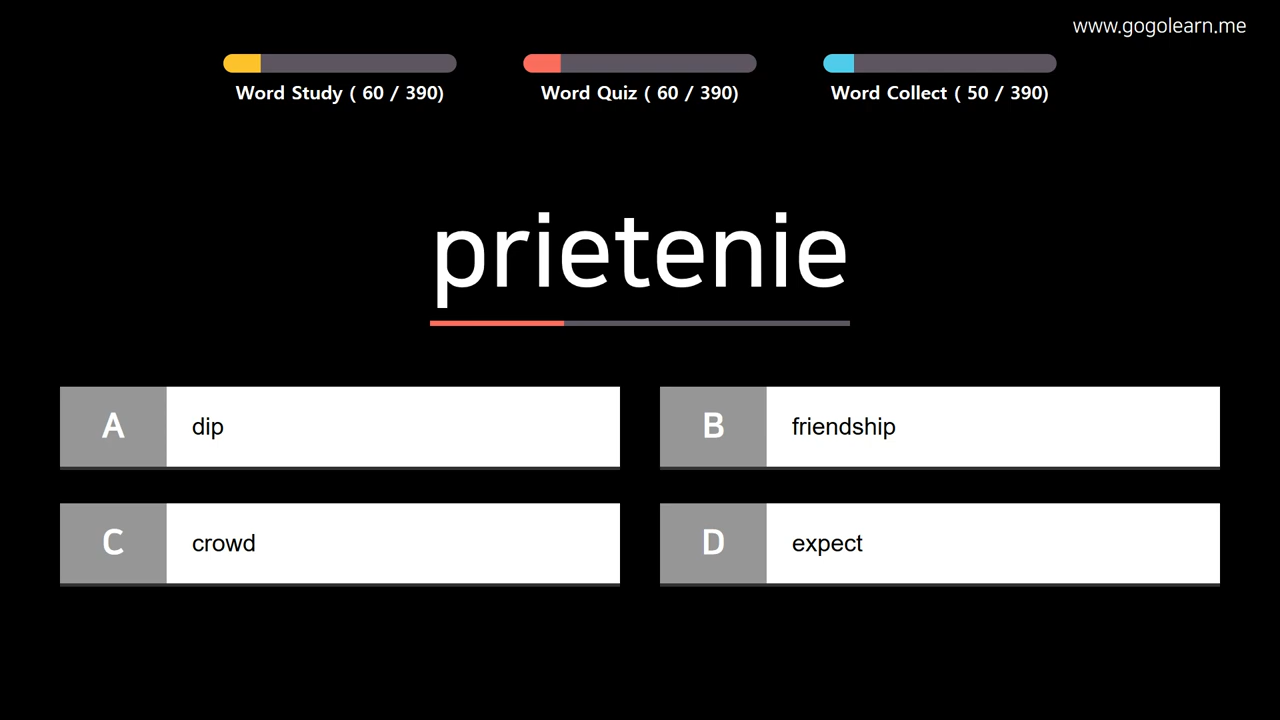 www.gogolearn.me
Word Study ( 60 / 390)
Word Quiz ( 60 / 390)
Word Collect ( 50 / 390)
prietenie
A dip
B friendship
C crowd
D expect